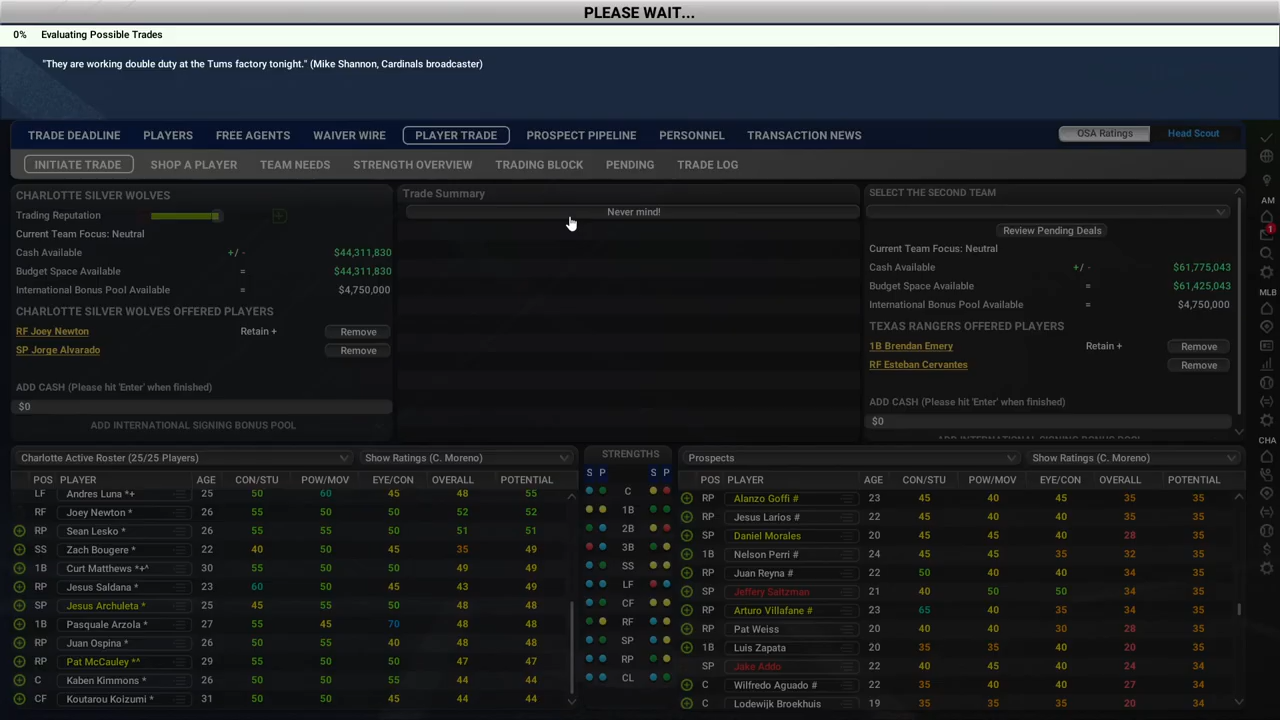 PLEASE WAIT...
0% Evaluating Possible Trades
"They are working double duty at the Tums factory tonight." (Mike Shannon, Cardinals broadcaster)
TRADE DEADLINE PLAYERS FREE AGENTS WAIVER WIRE PLAYER TRADE PROSPECT PIPELINE PERSONNEL TRANSACTION NEWS OSA Ratings Head Scout
INITIATE TRADE SHOP A PLAYER TEAM NEEDS STRENGTH OVERVIEW TRADING BLOCK PENDING TRADE LOG
CHARLOTTE SILVER WOLVES
Trading Reputation
Current Team Focus: Neutral
Cash Available +/- $44,311,830
Budget Space Available = $44,311,830
International Bonus Pool Available = $4,750,000
CHARLOTTE SILVER WOLVES OFFERED PLAYERS
RF Joey Newton Retain + Remove
SP Jorge Alvarado Remove
ADD CASH (Please hit 'Enter' when finished)
$0
ADD INTERNATIONAL SIGNING BONUS POOL
Trade Summary
Never mind!
SELECT THE SECOND TEAM
Review Pending Deals
Current Team Focus: Neutral
Cash Available +/- $61,775,043
Budget Space Available = $61,425,043
International Bonus Pool Available = $4,750,000
TEXAS RANGERS OFFERED PLAYERS
1B Brendan Emery Retain + Remove
RF Esteban Cervantes Remove
ADD CASH (Please hit 'Enter' when finished)
$0
ADD INTERNATIONAL SIGNING BONUS POOL
AM
1
MLB
CHA
Charlotte Active Roster (25/25 Players) Show Ratings (C. Moreno)
POS PLAYER AGE CON/STU POW/MOV EYE/CON OVERALL POTENTIAL
LF Andres Luna *+ 25 50 60 45 48 55
RF Joey Newton * 26 55 50 50 52 52
RP Sean Lesko * 26 55 55 50 51 51
SS Zach Bougere * 22 40 50 45 35 49
1B Curt Matthews *+^ 30 55 50 50 49 49
RP Jesus Saldana * 23 60 50 45 43 49
SP Jesus Archuleta * 25 45 55 50 48 48
1B Pasquale Arzola * 27 55 45 70 48 48
RP Juan Ospina * 26 50 55 40 48 48
RP Pat McCauley *^ 29 55 50 50 47 47
C Kaben Kimmons * 26 50 55 50 44 44
CF Koutarou Koizumi * 31 50 50 45 44 44
STRENGTHS
S P S P
C
1B
2B
3B
SS
LF
CF
RF
SP
RP
CL
Prospects Show Ratings (C. Moreno)
POS PLAYER AGE CON/STU POW/MOV EYE/CON OVERALL POTENTIAL
RP Alanzo Goffi # 23 45 45 45 35 35
RP Jesus Larios # 22 45 40 40 35 35
SP Daniel Morales 20 45 45 40 28 35
1B Nelson Perri # 24 45 40 35 32 35
RP Juan Reyna # 22 50 40 40 34 35
SP Jeffery Saltzman 21 40 50 50 34 34
RP Arturo Villafane # 23 65 40 35 34 34
RP Pat Weiss 20 40 40 30 28 34
1B Luis Zapata 20 35 35 40 20 34
SP Jake Addo 22 40 45 40 24 34
C Wilfredo Aguado # 22 35 40 40 27 34
C Lodewijk Broekhuis 19 35 35 35 20 34